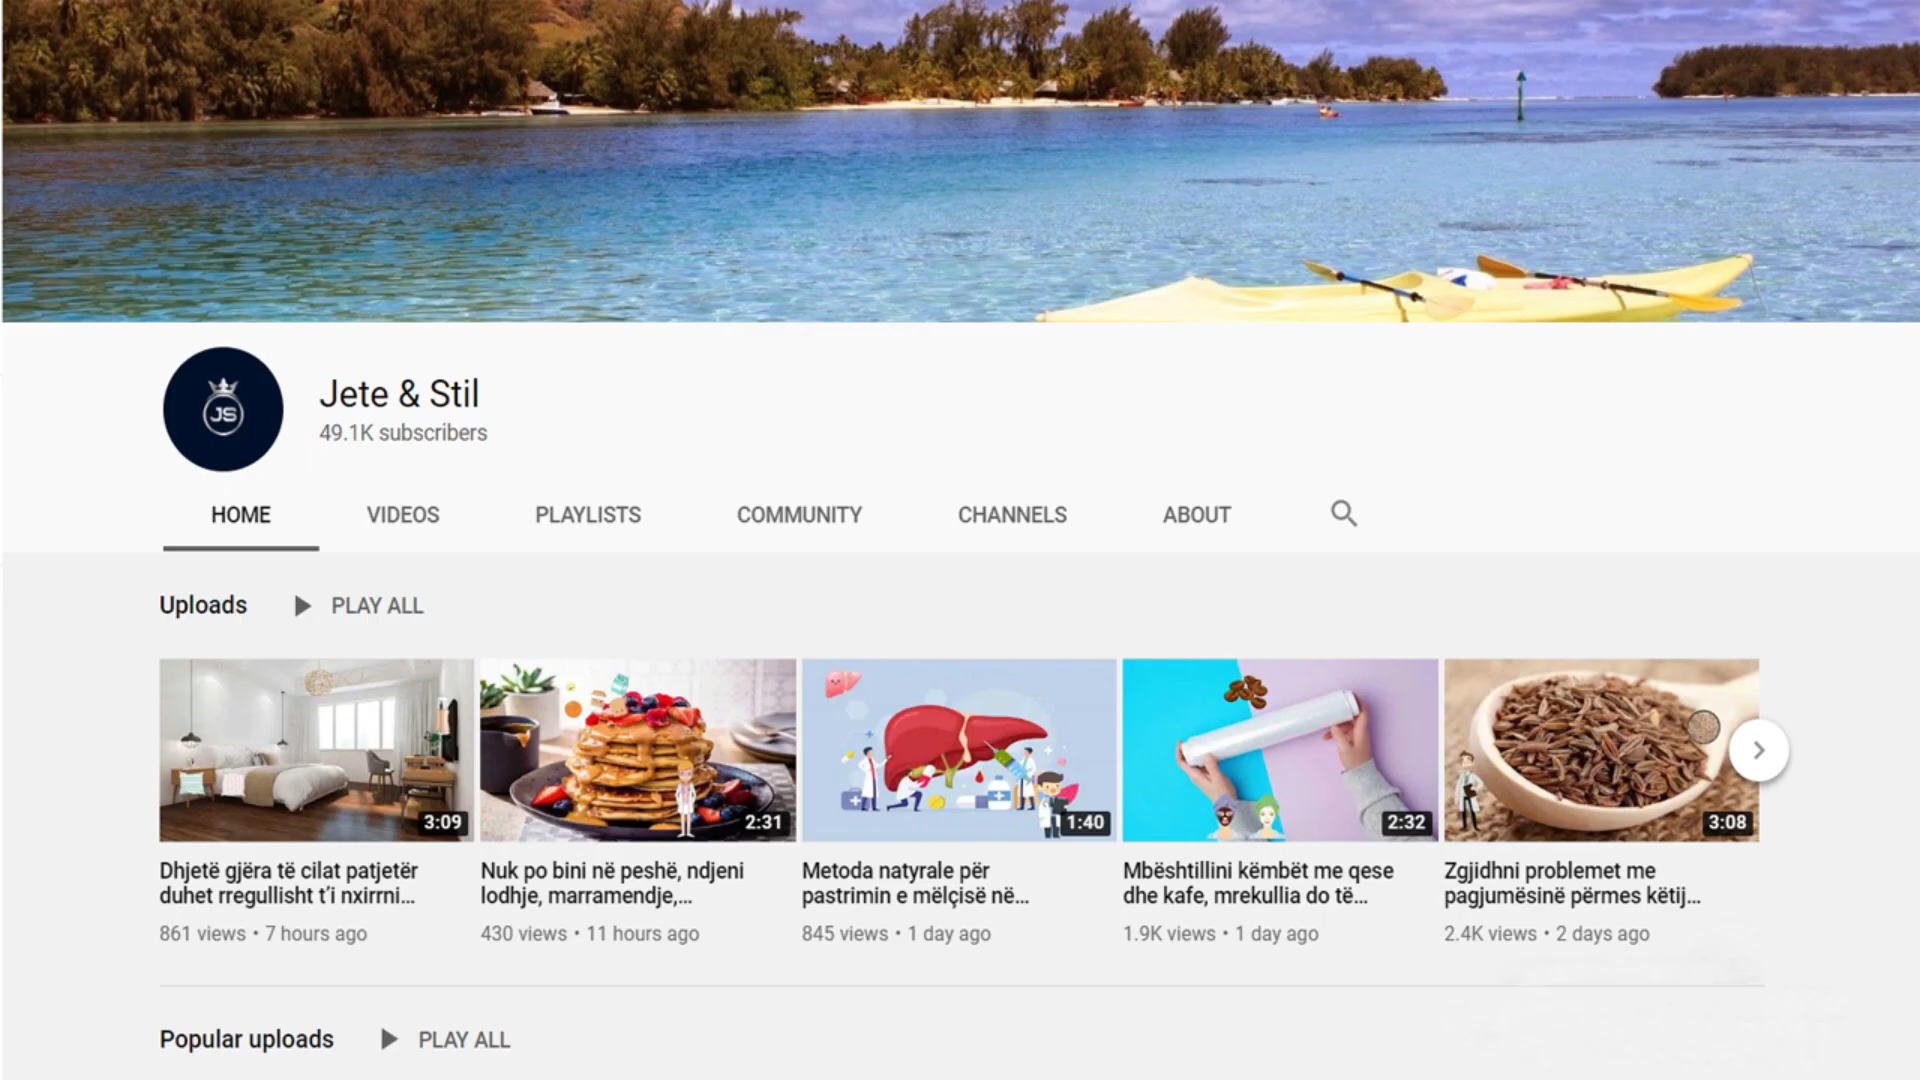 JS
Jete & Stil
49.1K subscribers
HOME VIDEOS PLAYLISTS COMMUNITY CHANNELS ABOUT
Uploads PLAY ALL
3:09 2:31 1:40 2:32 3:08
Dhjetë gjëra të cilat patjetër
duhet rregullisht t’i nxirrni...
861 views • 7 hours ago
Nuk po bini në peshë, ndjeni
lodhje, marramendje,...
430 views • 11 hours ago
Metoda natyrale për
pastrimin e mëlçisë në...
845 views • 1 day ago
Mbështillini këmbët me qese
dhe kafe, mrekullia do të...
1.9K views • 1 day ago
Zgjidhni problemet me
pagjumësinë përmes këtij...
2.4K views • 2 days ago
Popular uploads PLAY ALL